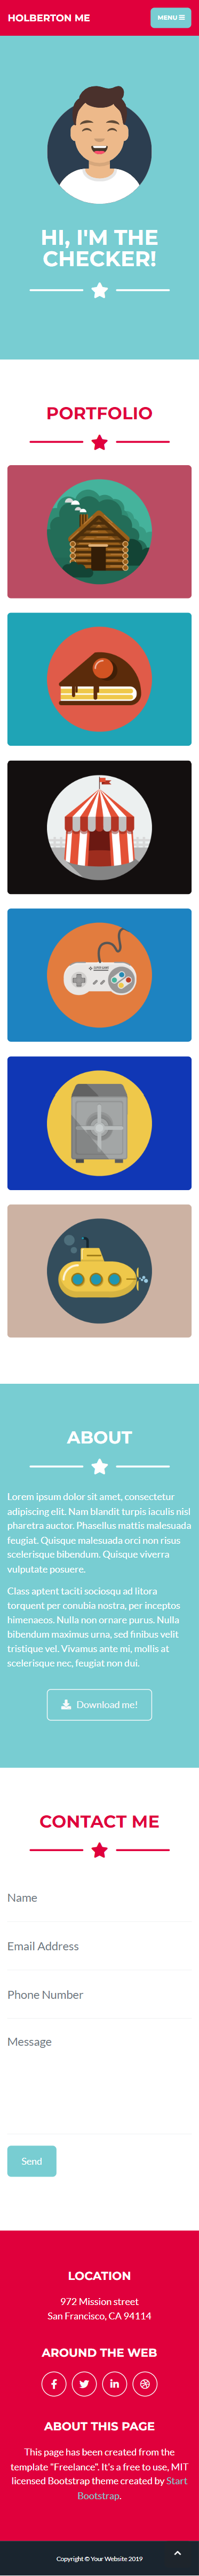 HOLBERTON ME
MENU
HI, I'M THE
CHECKER!
PORTFOLIO
ABOUT
Lorem ipsum dolor sit amet, consectetur
adipiscing elit. Nam blandit turpis iaculis nisl
pharetra auctor. Phasellus mattis malesuada
feugiat. Quisque malesuada orci non risus
scelerisque bibendum. Quisque viverra
vulputate posuere.
Class aptent taciti sociosqu ad litora
torquent per conubia nostra, per inceptos
himenaeos. Nulla non ornare purus. Nulla
bibendum maximus urna, sed finibus velit
tristique vel. Vivamus ante mi, mollis at
scelerisque nec, feugiat non dui.
Download me!
CONTACT ME
Name
Email Address
Phone Number
Message
Send
LOCATION
972 Mission street
San Francisco, CA 94114
AROUND THE WEB
ABOUT THIS PAGE
This page has been created from the
template "Freelance". It's a free to use, MIT
licensed Bootstrap theme created by Start
Bootstrap.
Copyright © Your Website 2019